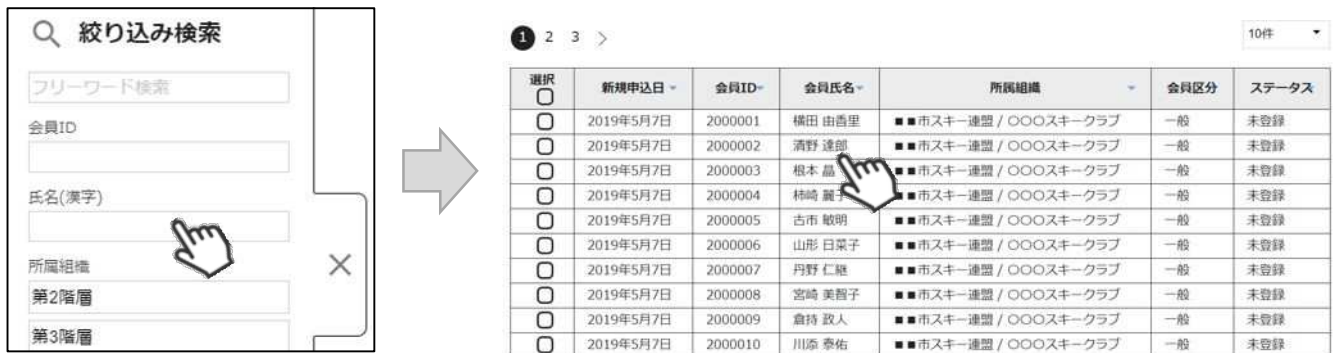 絞り込み検索
フリーワード検索
会員ID
氏名(漢字)
所属組織
第2階層
第3階層
1 2 3 >
10件
選択 新規申込日 会員ID 会員氏名 所属組織 会員区分 ステータス
2019年5月7日 2000001 横田 由香里 ■■市スキー連盟 / 〇〇〇スキークラブ 一般 未登録
2019年5月7日 2000002 清野 達郎 ■■市スキー連盟 / 〇〇〇スキークラブ 一般 未登録
2019年5月7日 2000003 根本 晶 ■■市スキー連盟 / 〇〇〇スキークラブ 一般 未登録
2019年5月7日 2000004 柿崎 麗子 ■■市スキー連盟 / 〇〇〇スキークラブ 一般 未登録
2019年5月7日 2000005 古市 敏明 ■■市スキー連盟 / 〇〇〇スキークラブ 一般 未登録
2019年5月7日 2000006 山形 日菜子 ■■市スキー連盟 / 〇〇〇スキークラブ 一般 未登録
2019年5月7日 2000007 丹野 仁継 ■■市スキー連盟 / 〇〇〇スキークラブ 一般 未登録
2019年5月7日 2000008 宮崎 美智子 ■■市スキー連盟 / 〇〇〇スキークラブ 一般 未登録
2019年5月7日 2000009 倉持 政人 ■■市スキー連盟 / 〇〇〇スキークラブ 一般 未登録
2019年5月7日 2000010 川添 泰佑 ■■市スキー連盟 / 〇〇〇スキークラブ 一般 未登録